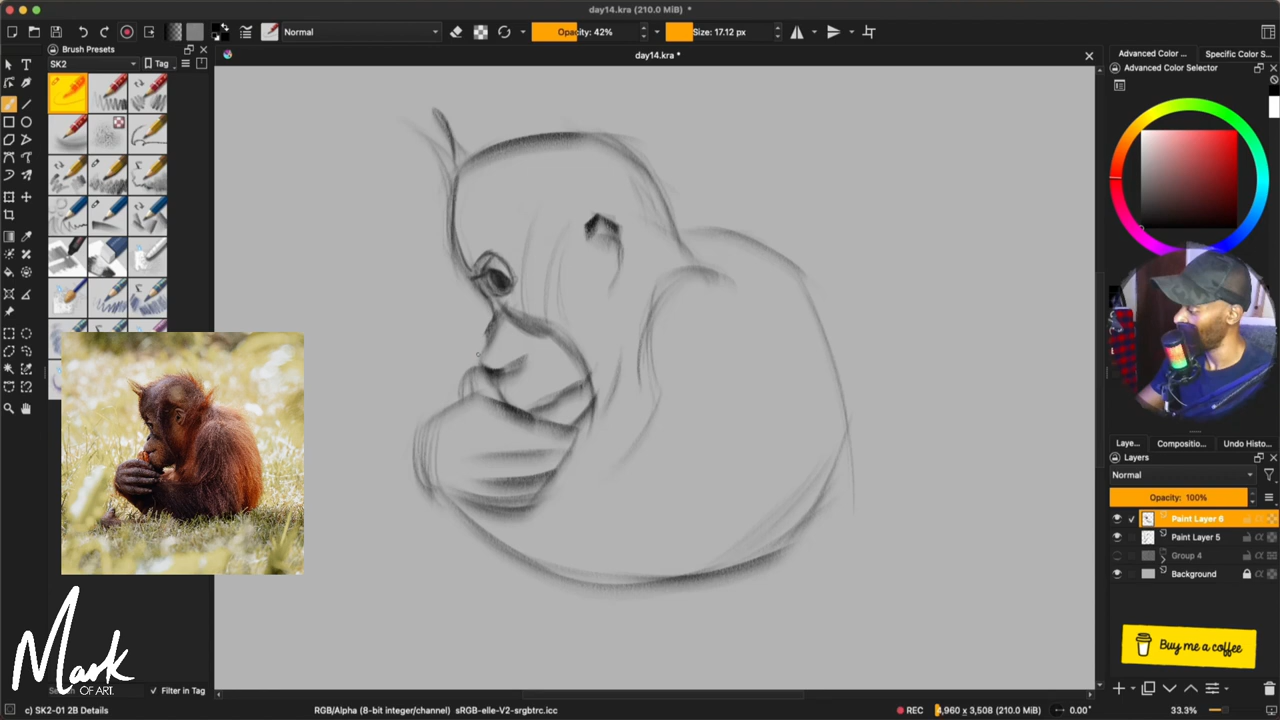 day14.kra (210.0 MiB) *
Normal
Opacity: 42%
Size: 17.12 px
Brush Presets
day14.kra *
SK2
Tag
Advanced Color ...
Specific Color S...
Advanced Color Selector
Laye...
Compositio...
Undo Histo...
Layers
Normal
Opacity: 100%
Paint Layer 6
Paint Layer 5
Group 4
Background
Mark
OF ART.
Buy me a coffee
Filter in Tag
c) SK2-01 2B Details
RGB/Alpha (8-bit integer/channel) sRGB-elle-V2-srgbtrc.icc
REC
4,960 x 3,508 (210.0 MiB)
0.00°
33.3%